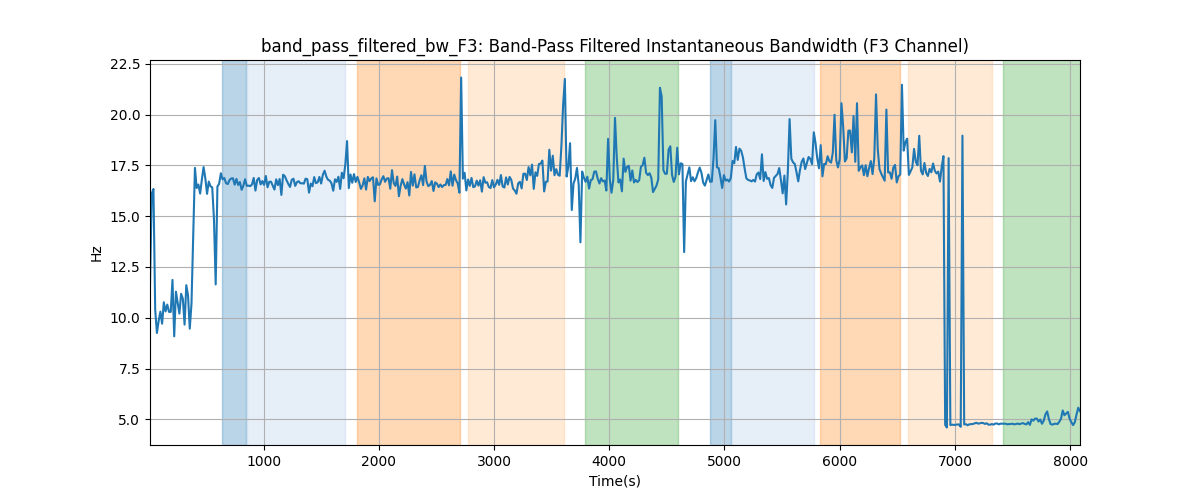 band_pass_filtered_bw_F3: Band-Pass Filtered Instantaneous Bandwidth (F3 Channel)
22.5
20.0
17.5
15.0
12.5
10.0
7.5
5.0
Hz
1000 2000 3000 4000 5000 6000 7000 8000
Time(s)